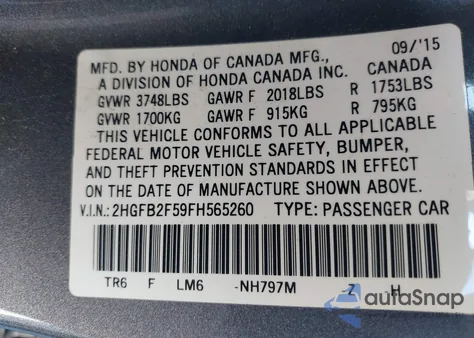 MFD. BY HONDA OF CANADA MFG., 09/'15
A DIVISION OF HONDA CANADA INC. CANADA
GVWR 3748LBS GAWR F 2018LBS R 1753LBS
GVWR 1700KG GAWR F 915KG R 795KG
THIS VEHICLE CONFORMS TO ALL APPLICABLE
FEDERAL MOTOR VEHICLE SAFETY, BUMPER,
AND THEFT PREVENTION STANDARDS IN EFFECT
ON THE DATE OF MANUFACTURE SHOWN ABOVE.
V.I.N.:2HGFB2F59FH565260 TYPE:PASSENGER CAR
TR6 F LM6 -NH797M -Z H
autoSnap